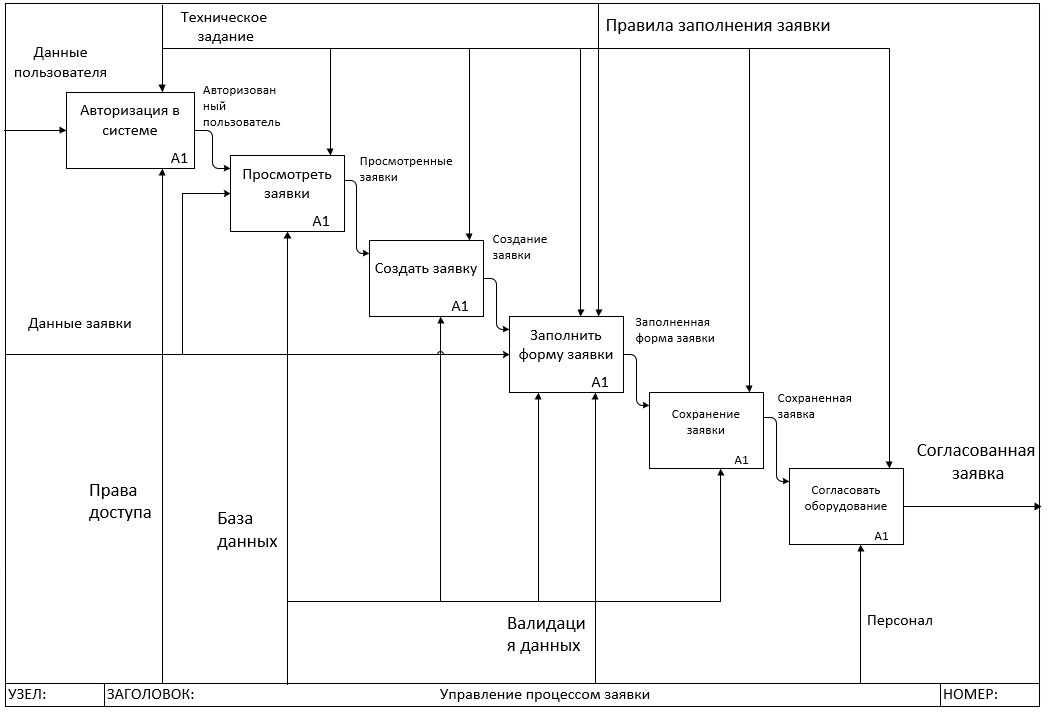 Техническое
задание
Правила заполнения заявки
Данные
пользователя
Авторизация в
системе
A1
Авторизован
ный
пользователь
Просмотреть
заявки
A1
Просмотренные
заявки
Создать заявку
A1
Создание
заявки
Данные заявки
Заполнить
форму заявки
A1
Заполненная
форма заявки
Сохранение
заявки
A1
Сохраненная
заявка
Согласовать
оборудование
A1
Согласованная
заявка
Права
доступа
База
данных
Валидаци
я данных
Персонал
УЗЕЛ:
ЗАГОЛОВОК:
Управление процессом заявки
НОМЕР: